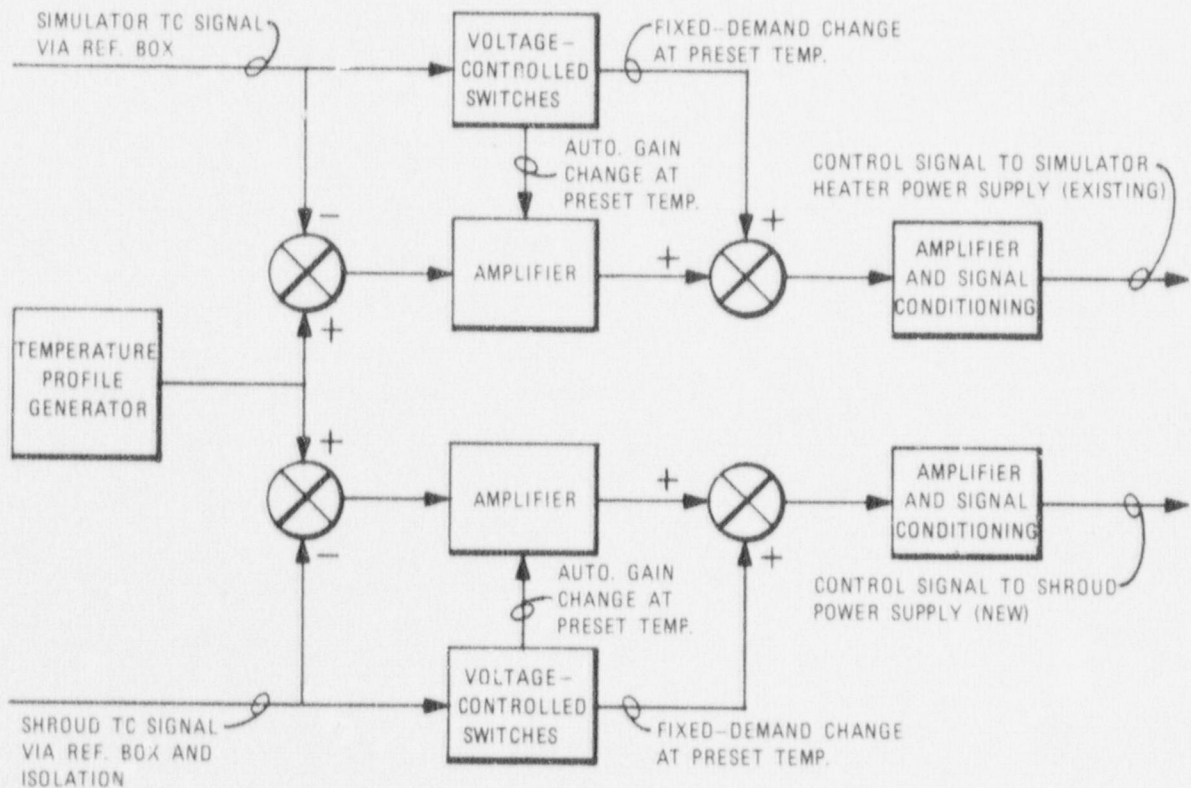 SIMULATOR TC SIGNAL
VIA REF. BOX
VOLTAGE-
CONTROLLED
SWITCHES
FIXED-DEMAND CHANGE
AT PRESET TEMP.
AUTO. GAIN
CHANGE AT
PRESET TEMP.
CONTROL SIGNAL TO SIMULATOR
HEATER POWER SUPPLY (EXISTING)
-
+
AMPLIFIER
+
AMPLIFIER
AND SIGNAL
CONDITIONING
+
TEMPERATURE
PROFILE
GENERATOR
+
AMPLIFIER
+
AMPLIFIER
AND SIGNAL
CONDITIONING
-
+
AUTO. GAIN
CHANGE AT
PRESET TEMP.
CONTROL SIGNAL TO SHROUD
POWER SUPPLY (NEW)
SHROUD TC SIGNAL
VIA REF. BOX AND
ISOLATION
VOLTAGE-
CONTROLLED
SWITCHES
FIXED-DEMAND CHANGE
AT PRESET TEMP.